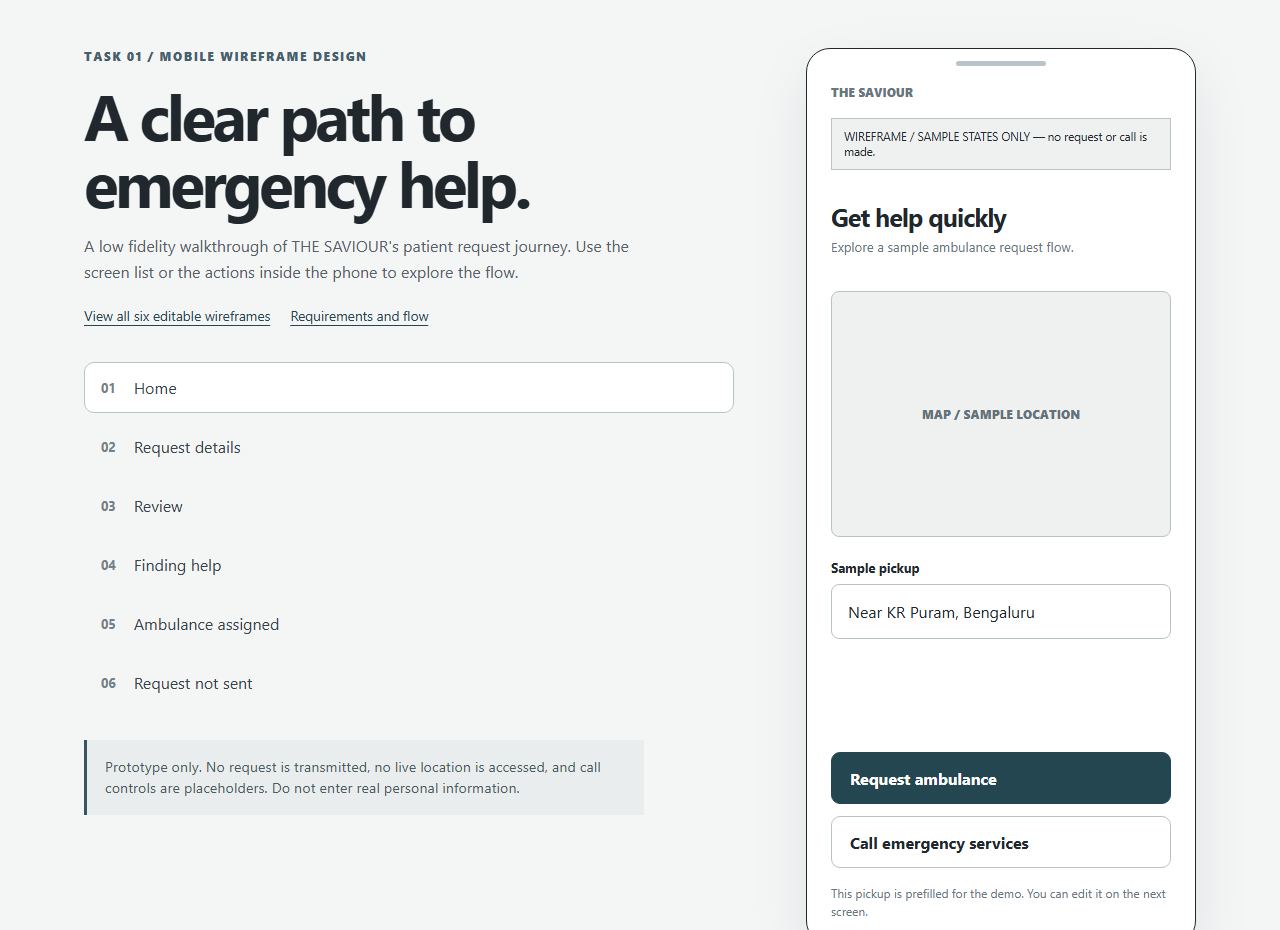 TASK 01 / MOBILE WIREFRAME DESIGN
A clear path to
emergency help.
A low fidelity walkthrough of THE SAVIOUR's patient request journey. Use the
screen list or the actions inside the phone to explore the flow.
View all six editable wireframes
Requirements and flow
01 Home
02 Request details
03 Review
04 Finding help
05 Ambulance assigned
06 Request not sent
Prototype only. No request is transmitted, no live location is accessed, and call
controls are placeholders. Do not enter real personal information.
THE SAVIOUR
WIREFRAME / SAMPLE STATES ONLY — no request or call is
made.
Get help quickly
Explore a sample ambulance request flow.
MAP / SAMPLE LOCATION
Sample pickup
Near KR Puram, Bengaluru
Request ambulance
Call emergency services
This pickup is prefilled for the demo. You can edit it on the next
screen.